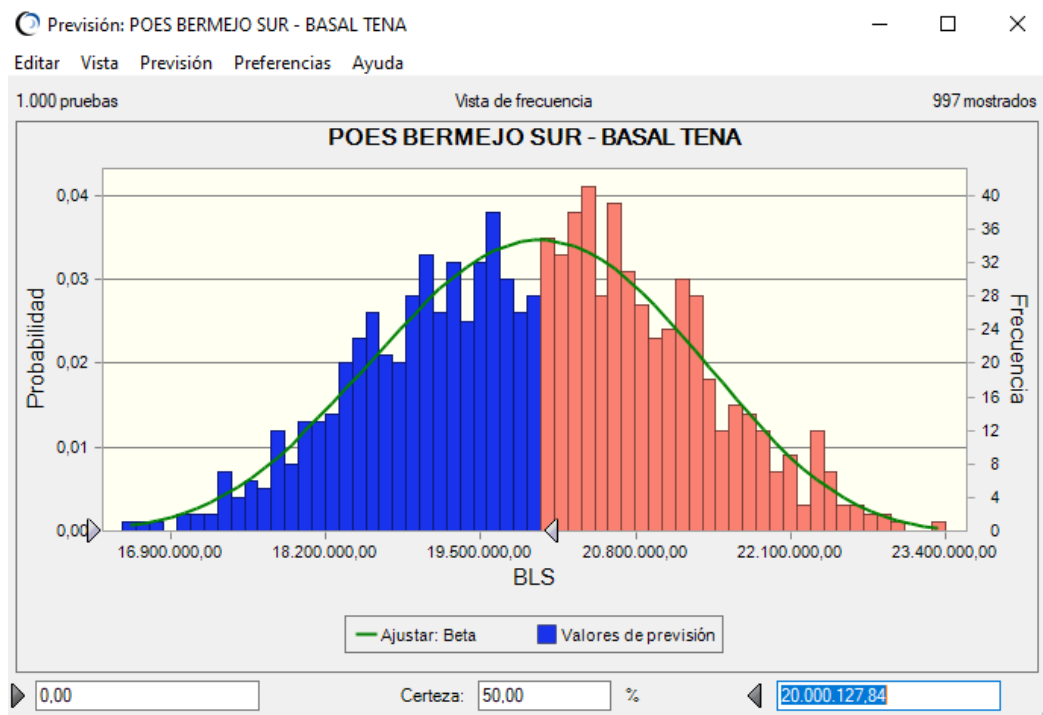 Previsión: POES BERMEJO SUR - BASAL TENA
Editar Vista Previsión Preferencias Ayuda
1.000 pruebas Vista de frecuencia 997 mostrados
POES BERMEJO SUR - BASAL TENA
Probabilidad
0,04
0,03
0,02
0,01
0,00
40
36
32
28
24
20
16
12
8
4
0
Frecuencia
16.900.000,00 18.200.000,00 19.500.000,00 20.800.000,00 22.100.000,00 23.400.000,00
BLS
Ajustar: Beta Valores de previsión
0,00 Certeza: 50,00 % 20.000.127,84